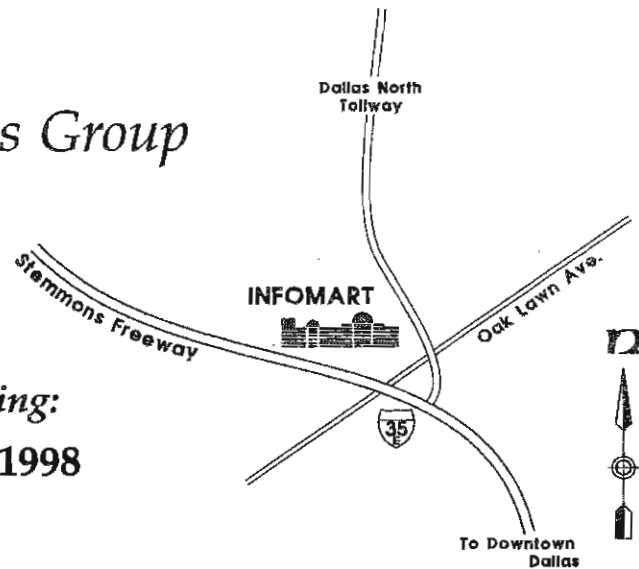 Dallas North
Tollway
s Group
Stemmons Freeway
INFOMART
Oak Lawn Ave.
n
ing:
35
E
1998
To Downtown
Dallas